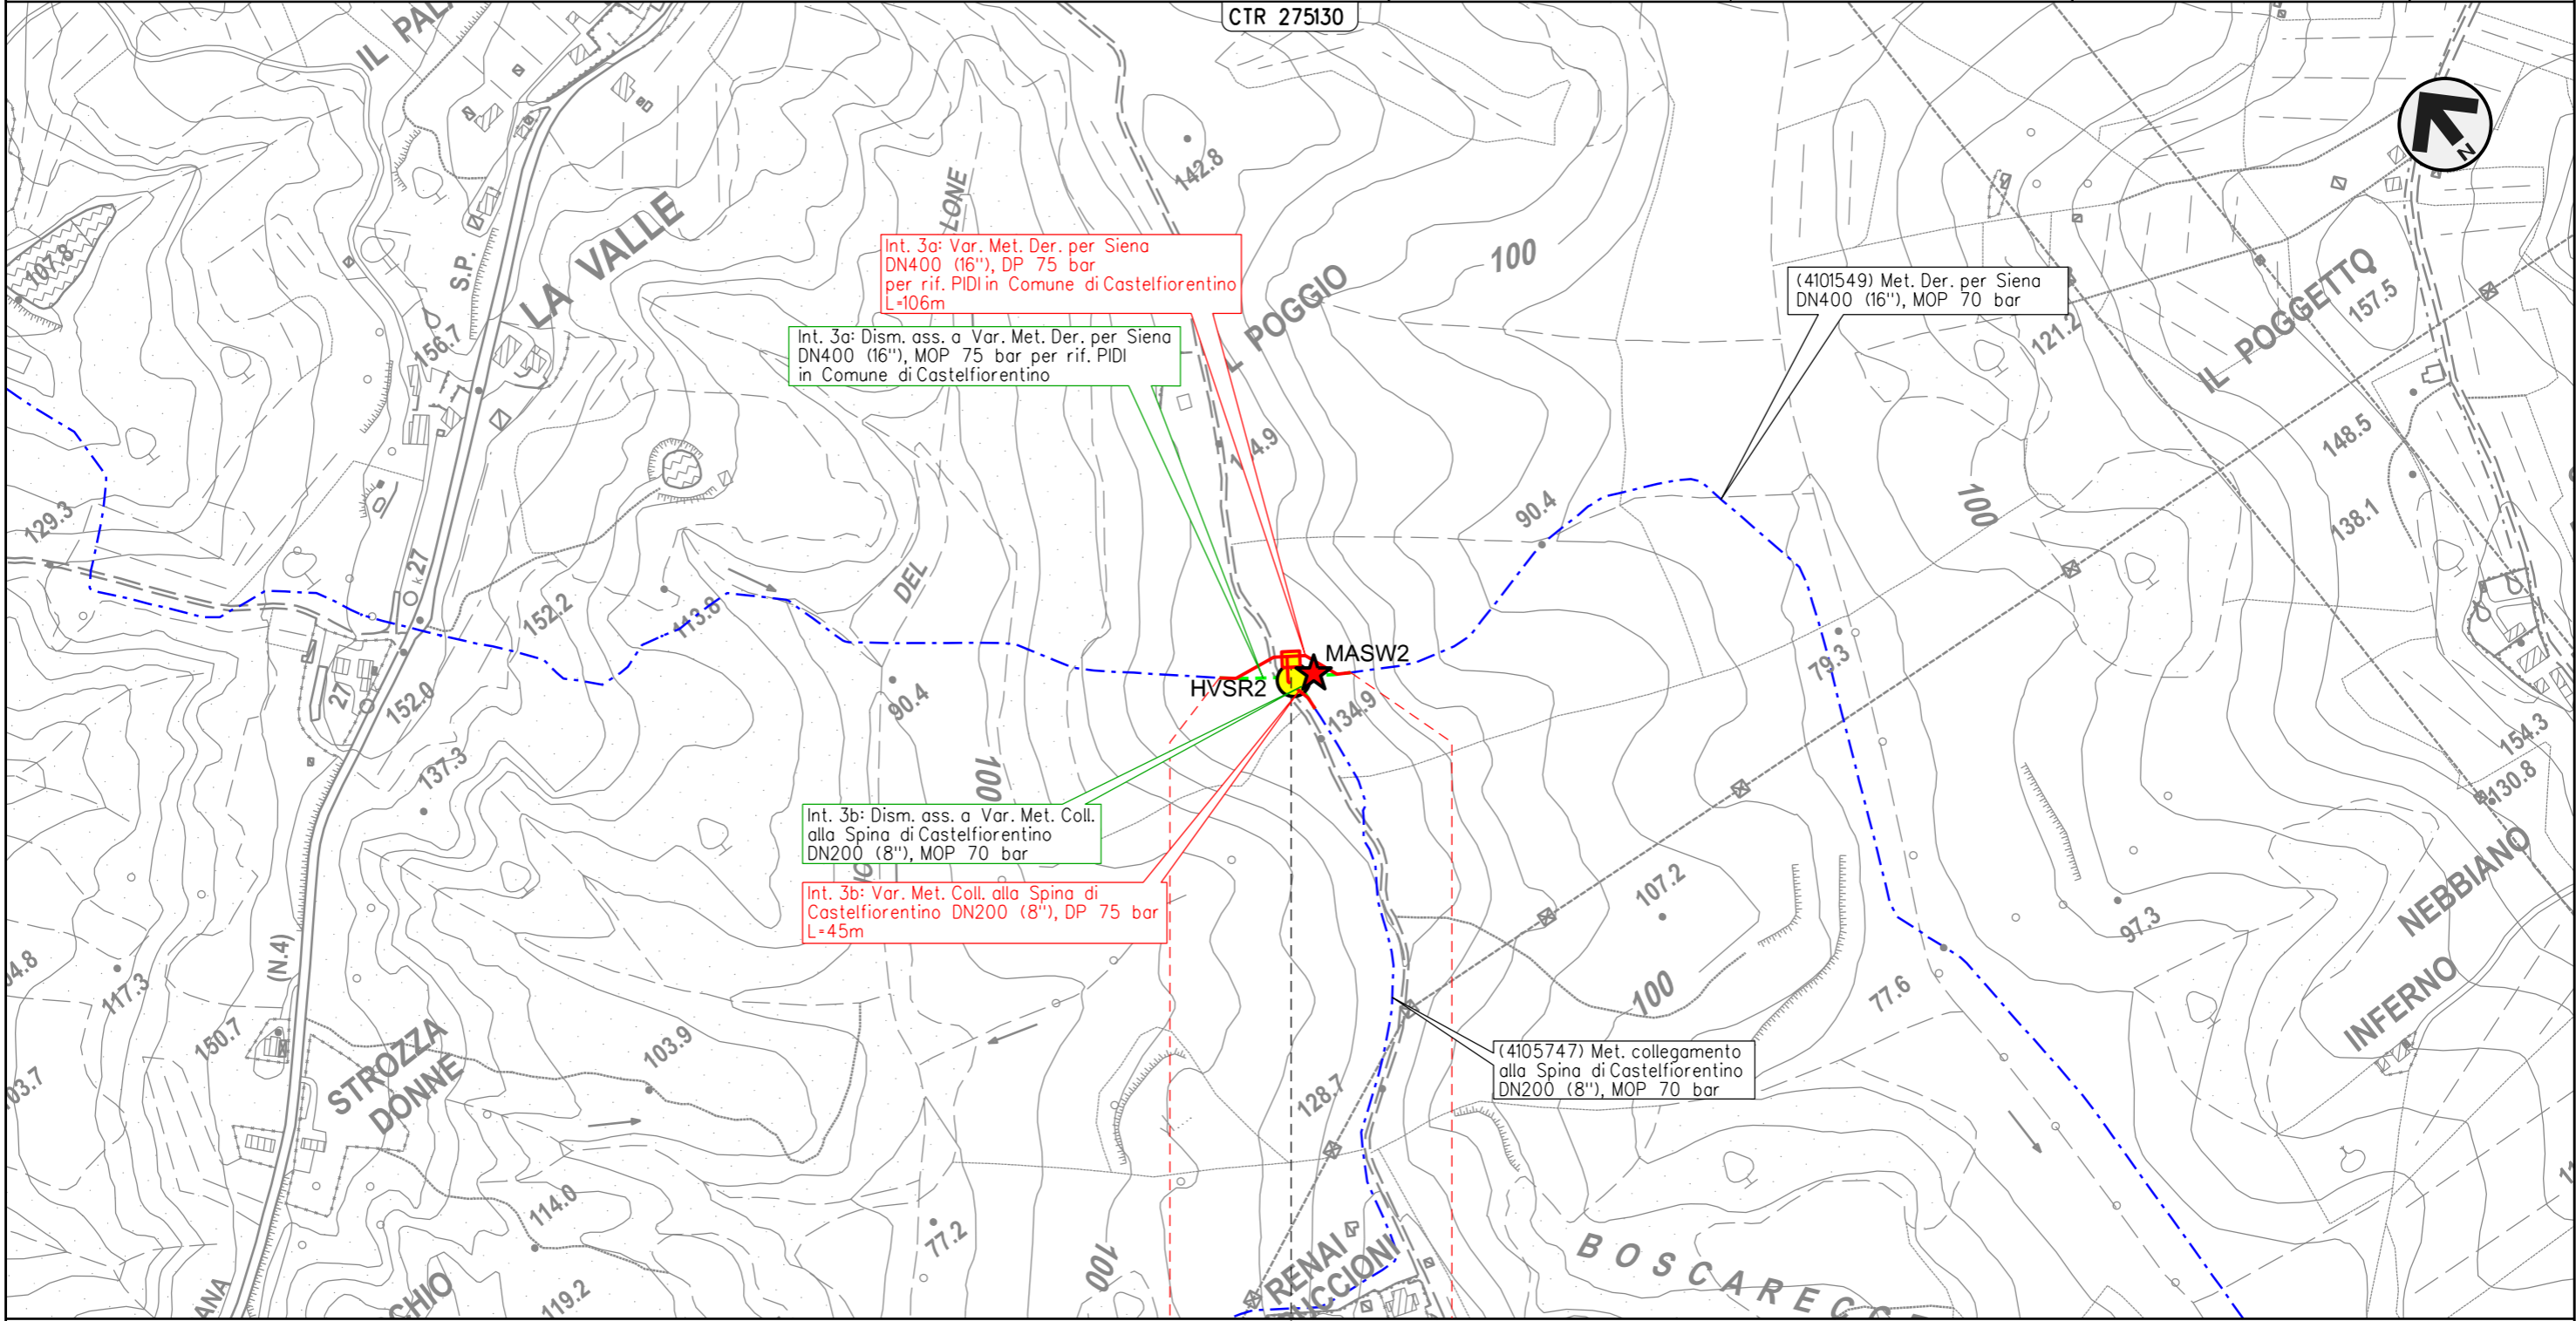 CTR 275130
IL
N
LONE
142.8
107.8
S.P.
LA VALLE
100
Int. 3a: Var. Met. Der. per Siena
DN400 (16''), DP 75 bar
per rif. PIDI in Comune di Castelfiorentino
L=106m
(4101549) Met. Der. per Siena
DN400 (16''), MOP 70 bar
POGGIO
IL POGGETTO
157.5
121.2
156.7
Int. 3a: Dism. ass. a Var. Met. Der. per Siena
DN400 (16''), MOP 75 bar per rif. PIDI
in Comune di Castelfiorentino
148.5
138.1
129.3
90.4
100
k 27
DEL
152.2
113.8
MASW2
HVSR2
79.3
27
152.0
90.4
134.9
154.3
137.3
100
130.8
Int. 3b: Dism. ass. a Var. Met. Coll.
alla Spina di Castelfiorentino
DN200 (8''), MOP 70 bar
Int. 3b: Var. Met. Coll. alla Spina di
Castelfiorentino DN200 (8''), DP 75 bar
L=45m
107.2
97.3
NEBBIANO
(N.4)
117.3
100
77.6
INFERNO
150.7
STROZZA
DONNE
103.9
(4105747) Met. collegamento
alla Spina di Castelfiorentino
DN200 (8''), MOP 70 bar
128.7
114.0
77.2
100
RENAI
119.2